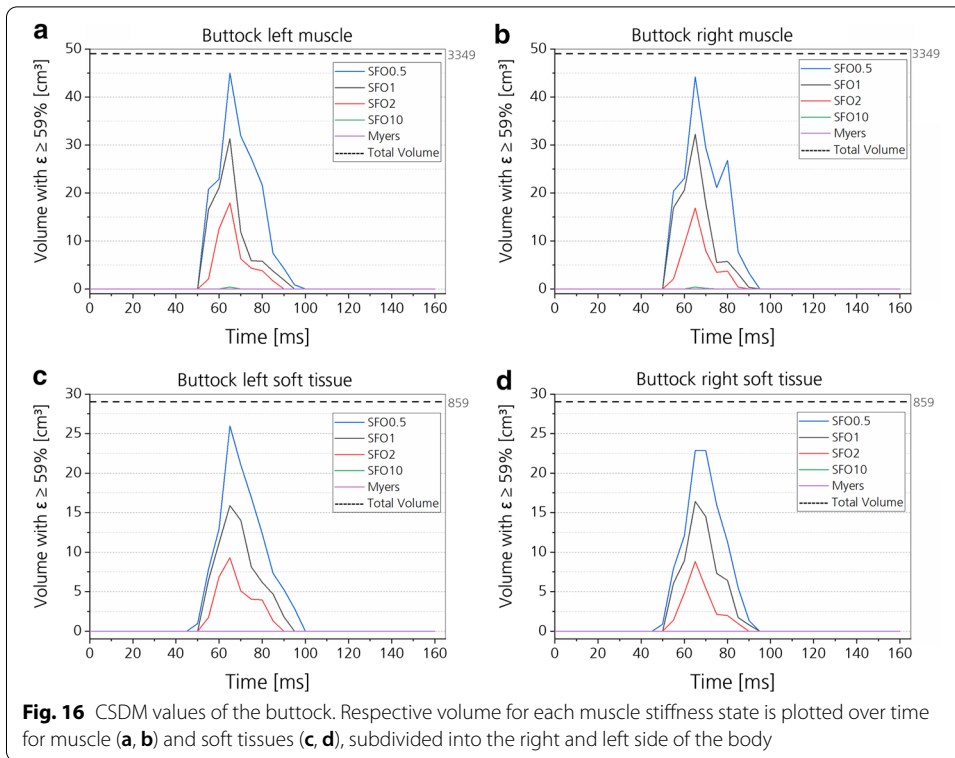 a
Buttock left muscle
Volume with ε ≥ 59% [cm³]
50
40
30
20
10
0
3349
SFO0.5
SFO1
SFO2
SFO10
Myers
Total Volume
0 20 40 60 80 100 120 140 160
Time [ms]
b
Buttock right muscle
Volume with ε ≥ 59% [cm³]
50
40
30
20
10
0
3349
SFO0.5
SFO1
SFO2
SFO10
Myers
Total Volume
0 20 40 60 80 100 120 140 160
Time [ms]
c
Buttock left soft tissue
Volume with ε ≥ 59% [cm³]
30
25
20
15
10
5
0
859
SFO0.5
SFO1
SFO2
SFO10
Myers
Total Volume
0 20 40 60 80 100 120 140 160
Time [ms]
d
Buttock right soft tissue
Volume with ε ≥ 59% [cm³]
30
25
20
15
10
5
0
859
SFO0.5
SFO1
SFO2
SFO10
Myers
Total Volume
0 20 40 60 80 100 120 140 160
Time [ms]
Fig. 16 CSDM values of the buttock. Respective volume for each muscle stiffness state is plotted over time
for muscle (a, b) and soft tissues (c, d), subdivided into the right and left side of the body